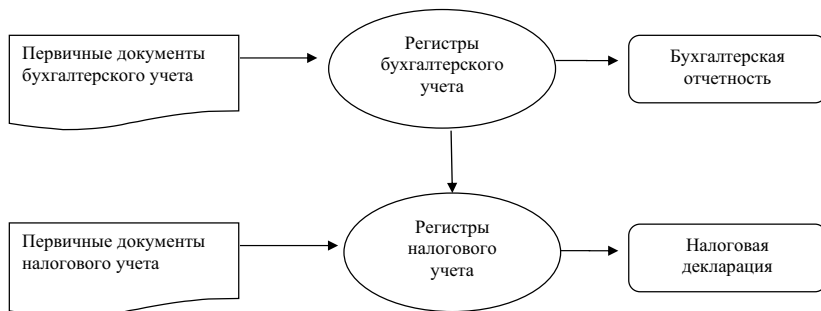 Первичные документы
бухгалтерского учета
Регистры
бухгалтерского
учета
Бухгалтерская
отчетность
Первичные документы
налогового учета
Регистры
налогового
учета
Налоговая
декларация